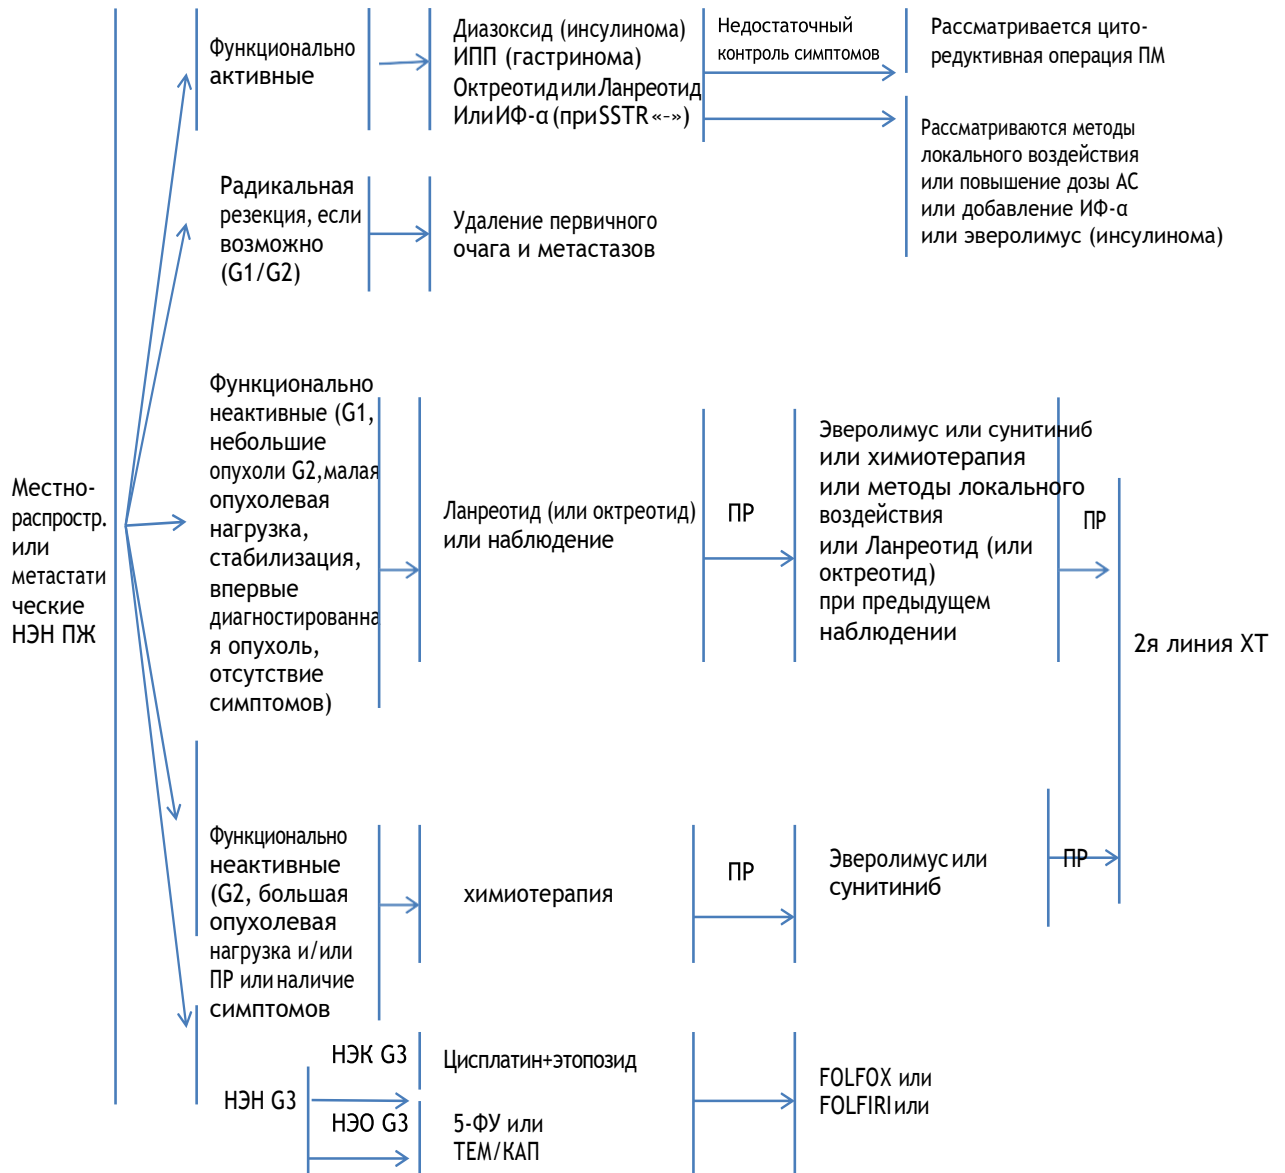 Местно-
распростр.
или
метастати
ческие
НЭН ПЖ
Функционально
активные
Диазоксид (инсулинома)
ИПП (гастринома)
Октреотид или Ланреотид
Или ИФ-α (при SSTR «-»)
Недостаточный
контроль симптомов
Рассматривается цито-
редуктивная операция ПМ
Рассматриваются методы
локального воздействия
или повышение дозы АС
или добавление ИФ-α
или эверолимус (инсулинома)
Радикальная
резекция, если
возможно
(G1/G2)
Удаление первичного
очага и метастазов
Функционально
неактивные (G1,
небольшие
опухоли G2,малая
опухолевая
нагрузка,
стабилизация,
впервые
диагностированна
я опухоль,
отсутствие
симптомов)
Ланреотид (или октреотид)
или наблюдение
ПР
Эверолимус или сунитиниб
или химиотерапия
или методы локального
воздействия
или Ланреотид (или
октреотид)
при предыдущем
наблюдении
ПР
2я линия ХТ
Функционально
неактивные
(G2, большая
опухолевая
нагрузка и/или
ПР или наличие
симптомов
химиотерапия
ПР
Эверолимус или
сунитиниб
ПР
НЭН G3
НЭК G3
Цисплатин+этопозид
НЭО G3
5-ФУ или
ТЕМ/КАП
FOLFOX или
FOLFIRI или